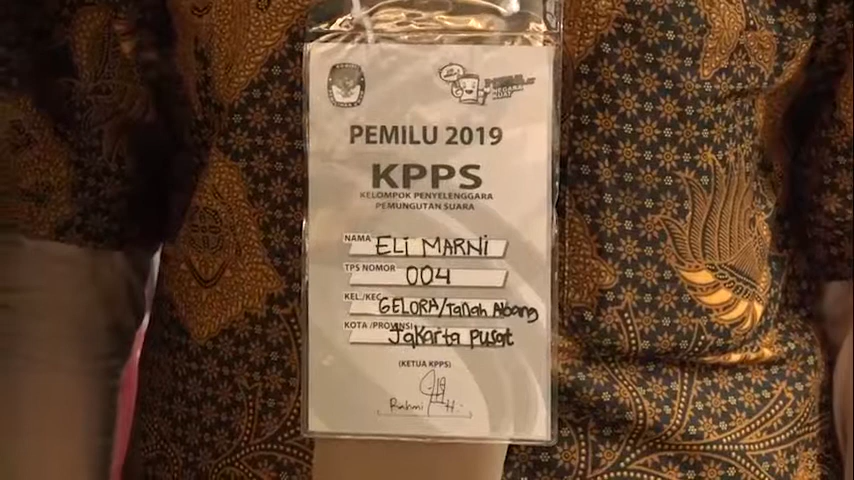 PEMILU 2019
KPPS
KELOMPOK PENYELENGGARA
PEMUNGUTAN SUARA
NAMA ELI MARNI
TPS NOMOR 004
KEL./KEC GELORA/Tanah Abang
KOTA /PROVINSI Jakarta Pusat
(KETUA KPPS)
Rahmi H.